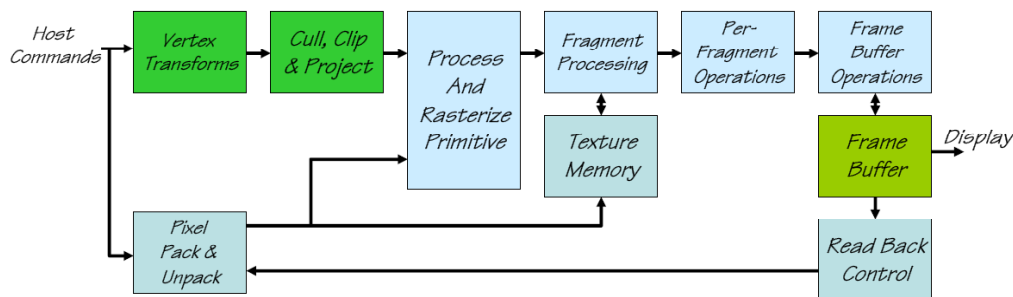 Host
Commands
Vertex
Transforms
Cull, Clip
& Project
Process
And
Rasterize
Primitive
Fragment
Processing
Per-
Fragment
Operations
Frame
Buffer
Operations
Texture
Memory
Frame
Buffer
Display
Pixel
Pack &
Unpack
Read Back
Control